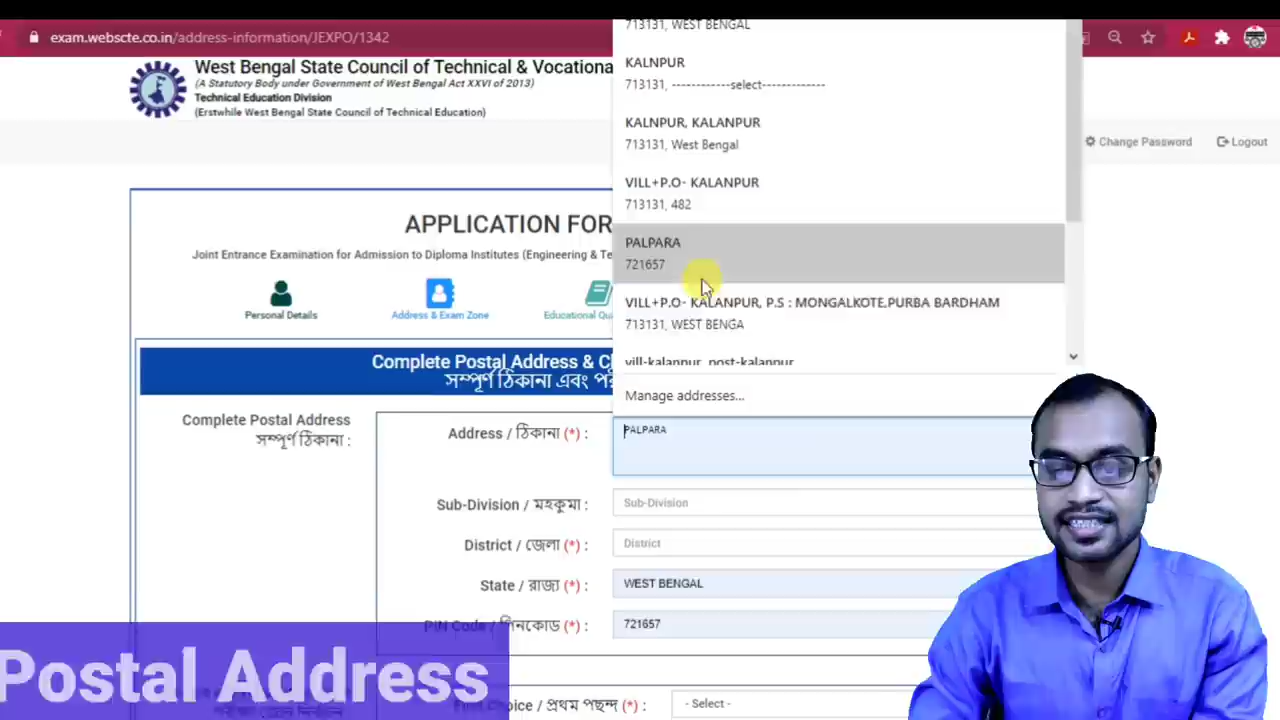 exam.webscte.co.in/address-information/JEXPO/1342
West Bengal State Council of Technical & Vocationa
(A Statutory Body under Government of West Bengal Act XXVI of 2013)
Technical Education Division
(Erstwhile West Bengal State Council of Technical Education)
Change Password
Logout
713131, WEST BENGAL
KALNPUR
713131, ------------select-------------
KALNPUR, KALANPUR
713131, West Bengal
VILL+P.O- KALANPUR
713131, 482
PALPARA
721657
VILL+P.O- KALANPUR, P.S : MONGALKOTE,PURBA BARDHAM
713131, WEST BENGA
vill-kalanpur, post-kalanpur
Manage addresses...
APPLICATION FOR
Joint Entrance Examination for Admission to Diploma Institutes (Engineering & Te
Personal Details
Address & Exam Zone
Educational Qu
Complete Postal Address & C
সম্পূর্ণ ঠিকানা এবং
Complete Postal Address
সম্পূর্ণ ঠিকানা :
Address / ঠিকানা (*) :
PALPARA
Sub-Division / মহকুমা :
Sub-Division
District / জেলা (*) :
District
State / রাজ্য (*) :
WEST BENGAL
PIN Code / পিনকোড (*) :
721657
Postal Address
Choice / প্রথম পছন্দ (*) :
- Select -